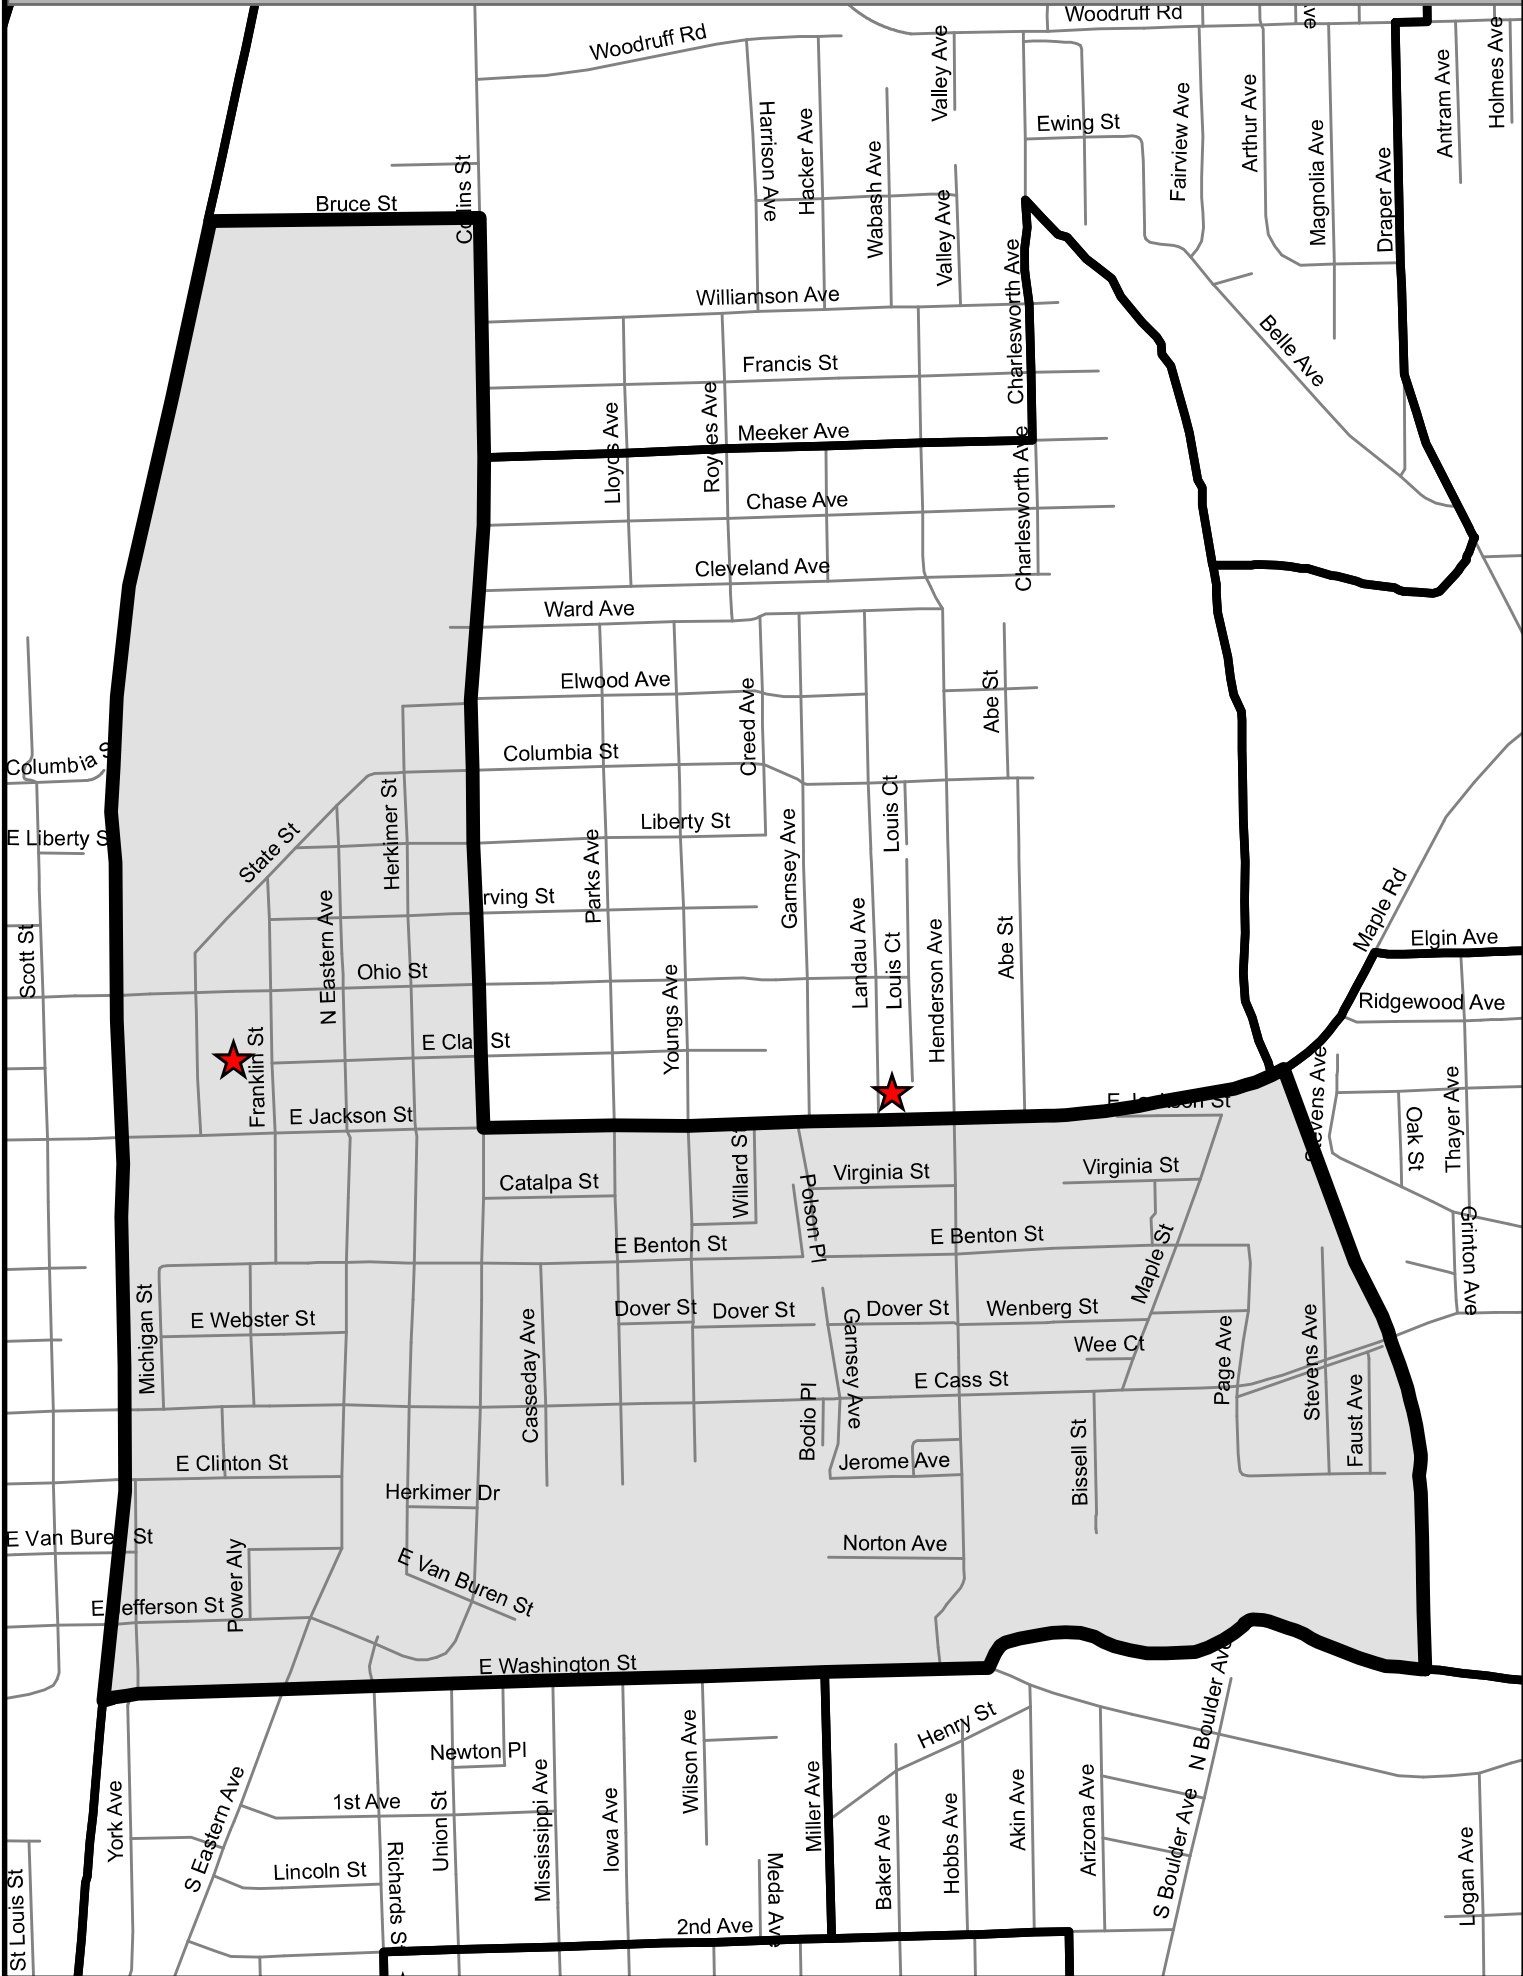 Woodruff Rd
Woodruff Rd
Valley Ave
Harrison Ave
Hacker Ave
Wabash Ave
Valley Ave
Ewing St
Fairview Ave
Arthur Ave
Magnolia Ave
Draper Ave
Antram Ave
Holmes Ave
Bruce St
Collins St
Williamson Ave
Charlesworth Ave
Belle Ave
Francis St
Lloyds Ave
Meeker Ave
Charlesworth Ave
Chase Ave
Cleveland Ave
Ward Ave
Elwood Ave
Creed Ave
Abe St
Columbia S
Columbia St
E Liberty S
State St
Herkimer St
Liberty St
Parks Ave
Garnsey Ave
Louis Ct
rving St
Scott St
N Eastern Ave
Ohio St
Youngs Ave
Landau Ave
Louis Ct
Henderson Ave
Abe St
Maple Rd
Elgin Ave
Ridgewood Ave
Franklin St
E Jackson St
E Jackson St
Stevens Ave
Oak St
Thayer Ave
Catalpa St
Willard S
Polson Pl
Virginia St
Virginia St
E Benton St
E Benton St
Maple St
Grinton Ave
Michigan St
E Webster St
Casseday Ave
Dover St
Dover St
Garnsey Ave
Dover St
Wenberg St
Wee Ct
Page Ave
Stevens Ave
Faust Ave
E Cass St
Bodio Pl
Jerome Ave
Bissell St
E Clinton St
Herkimer Dr
E Van Buren St
Power Aly
E Van Buren St
Norton Ave
E Jefferson St
E Washington St
N Boulder Ave
Henry St
Newton Pl
Wilson Ave
Miller Ave
York Ave
S Eastern Ave
1st Ave
Union St
Mississippi Ave
Iowa Ave
Baker Ave
Hobbs Ave
Akin Ave
Arizona Ave
S Boulder Ave
Logan Ave
St Louis St
Lincoln St
Richards St
Meda Ave
2nd Ave